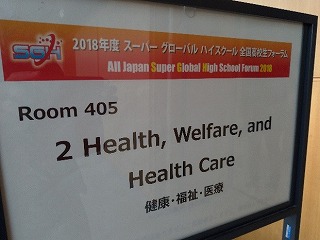 SGH
2018年度 スーパー グローバル ハイスクール 全国高校生フォーラム
All Japan Super Global High School Forum 2018
Room 405
2 Health, Welfare, and
Health Care
健康・福祉・医療